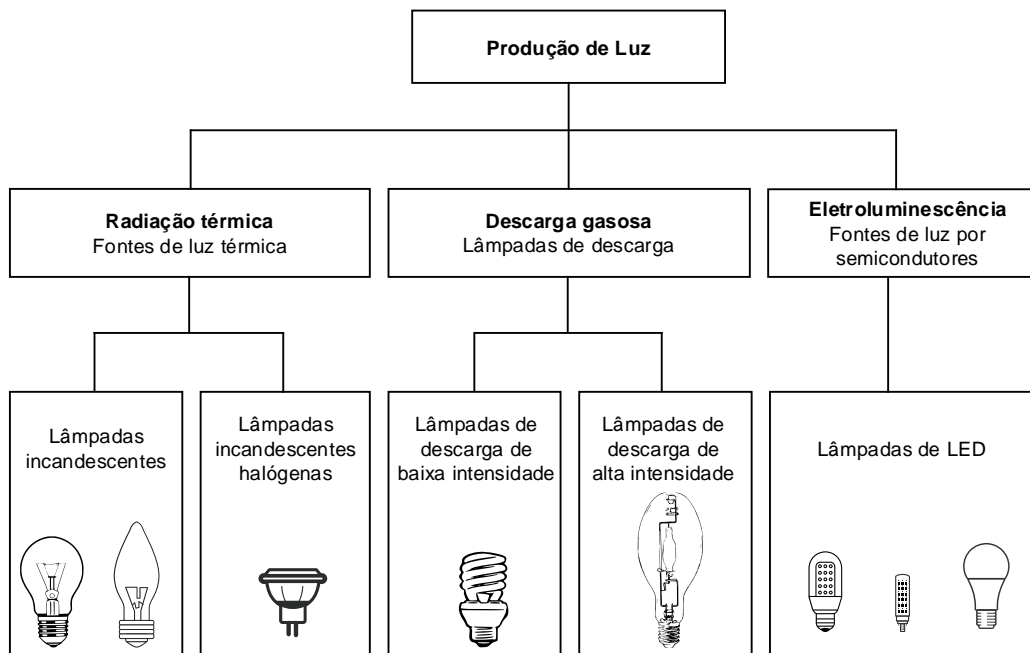 Produção de Luz
Radiação térmica
Fontes de luz térmica
Descarga gasosa
Lâmpadas de descarga
Eletroluminescência
Fontes de luz por
semicondutores
Lâmpadas
incandescentes
Lâmpadas
incandescentes
halógenas
Lâmpadas de
descarga de
baixa intensidade
Lâmpadas de
descarga de
alta intensidade
Lâmpadas de LED